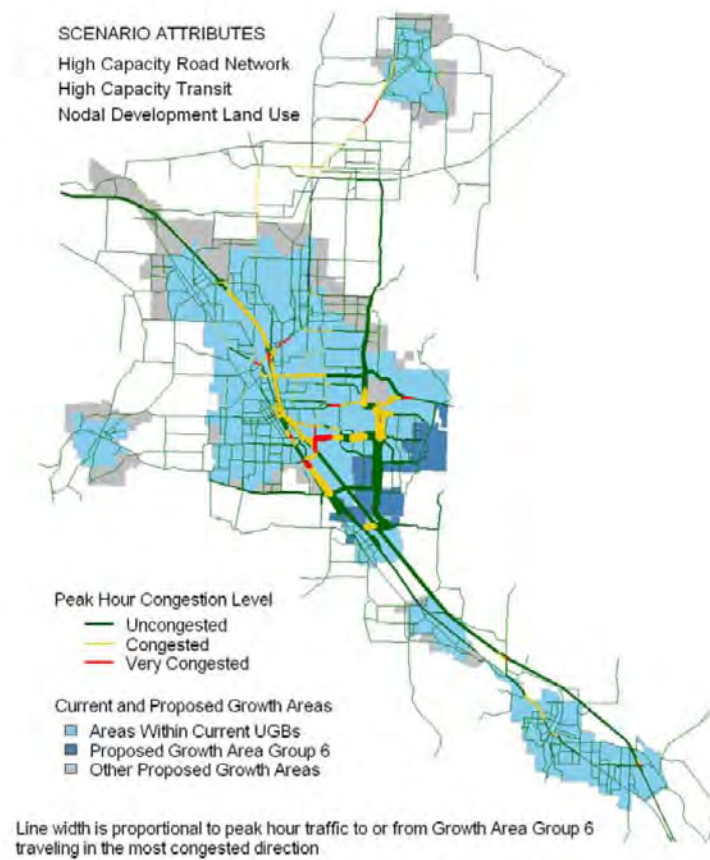 SCENARIO ATTRIBUTES
High Capacity Road Network
High Capacity Transit
Nodal Development Land Use
Peak Hour Congestion Level
Uncongested
Congested
Very Congested
Current and Proposed Growth Areas
Areas Within Current UGBs
Proposed Growth Area Group 6
Other Proposed Growth Areas
Line width is proportional to peak hour traffic to or from Growth Area Group 6
traveling in the most congested direction